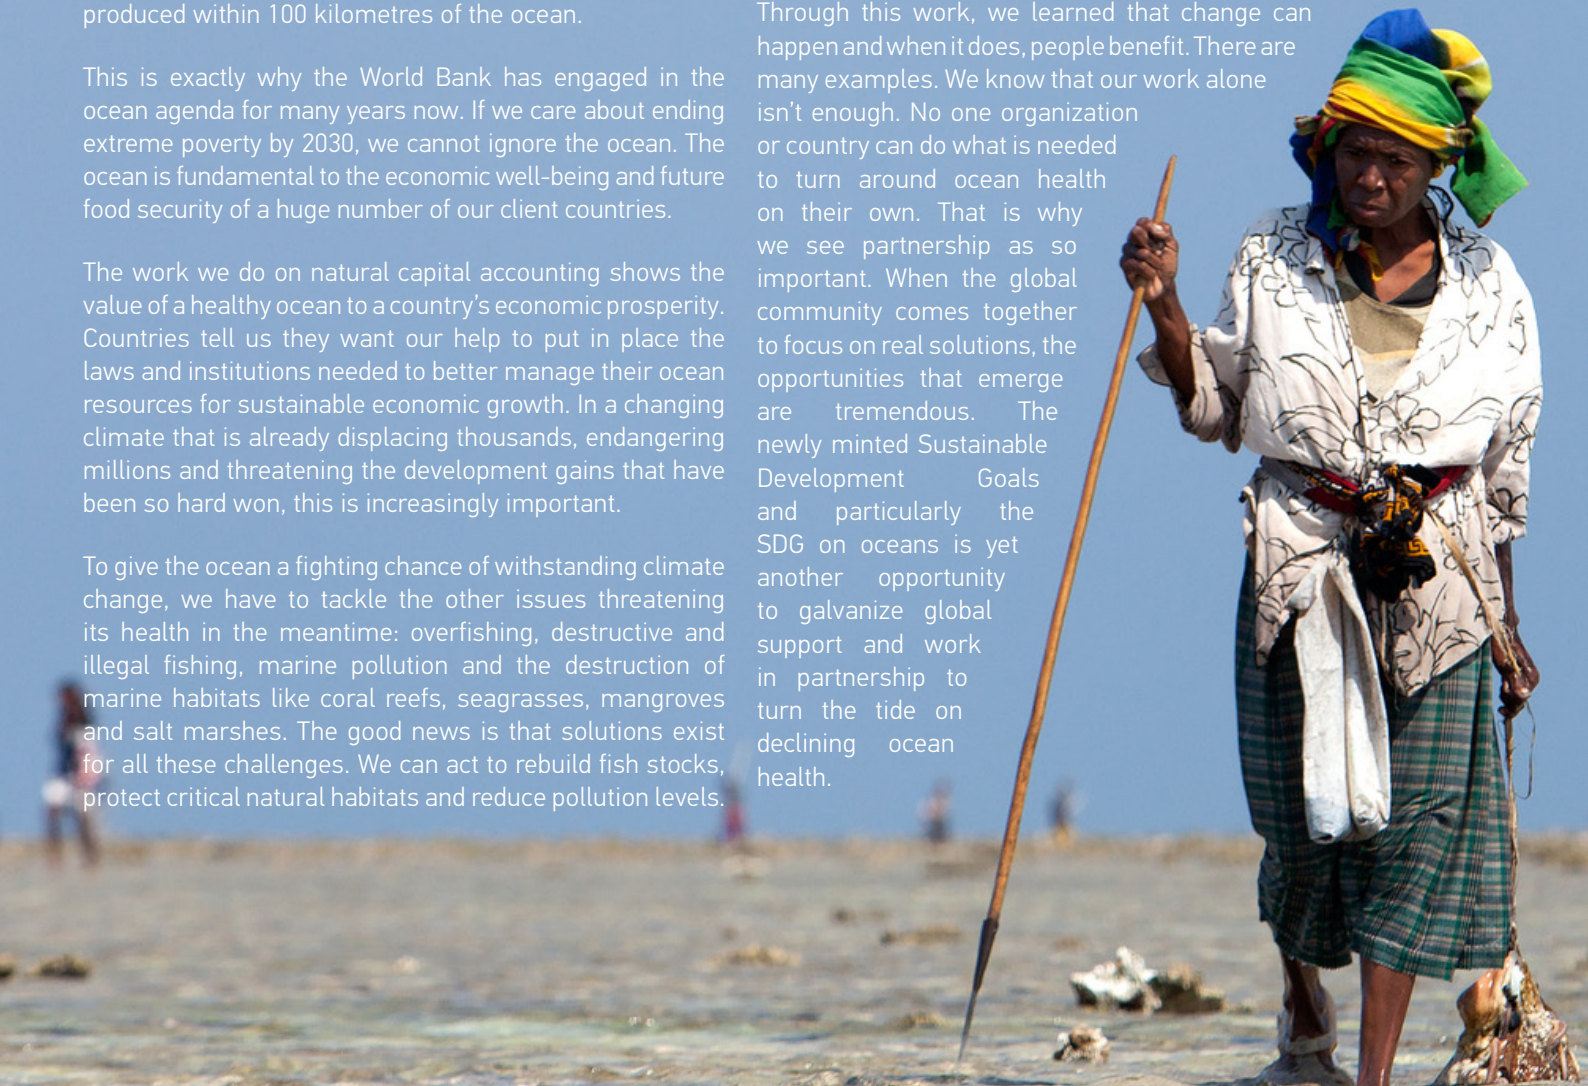 produced within 100 kilometres of the ocean.
This is exactly why the World Bank has engaged in the
ocean agenda for many years now. If we care about ending
extreme poverty by 2030, we cannot ignore the ocean. The
ocean is fundamental to the economic well-being and future
food security of a huge number of our client countries.
The work we do on natural capital accounting shows the
value of a healthy ocean to a country's economic prosperity.
Countries tell us they want our help to put in place the
laws and institutions needed to better manage their ocean
resources for sustainable economic growth. In a changing
climate that is already displacing thousands, endangering
millions and threatening the development gains that have
been so hard won, this is increasingly important.
To give the ocean a fighting chance of withstanding climate
change, we have to tackle the other issues threatening
its health in the meantime: overfishing, destructive and
illegal fishing, marine pollution and the destruction of
marine habitats like coral reefs, seagrasses, mangroves
and salt marshes. The good news is that solutions exist
for all these challenges. We can act to rebuild fish stocks,
protect critical natural habitats and reduce pollution levels.
Through this work, we learned that change can
happen and when it does, people benefit. There are
many examples. We know that our work alone
isn't enough. No one organization
or country can do what is needed
to turn around ocean health
on their own. That is why
we see partnership as so
important. When the global
community comes together
to focus on real solutions, the
opportunities that emerge
are tremendous. The
newly minted Sustainable
Development Goals
and particularly the
SDG on oceans is yet
another opportunity
to galvanize global
support and work
in partnership to
turn the tide on
declining ocean
health.